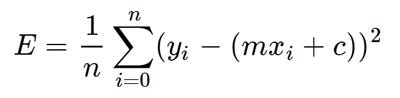 E = \frac{1}{n} \sum_{i=0}^{n} (y_i - (mx_i + c))^2